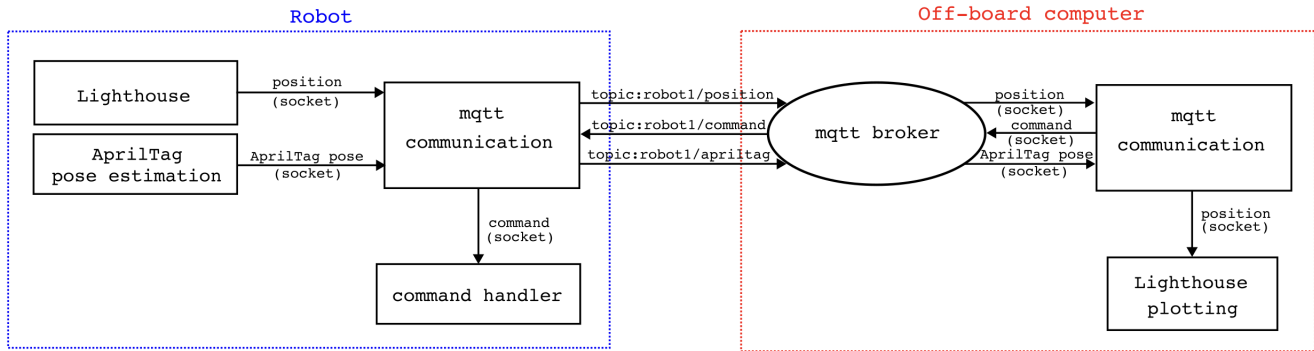 Robot
Off-board computer
Lighthouse
position
(socket)
AprilTag
pose estimation
AprilTag pose
(socket)
mqtt
communication
command
(socket)
command handler
topic:robot1/position
topic:robot1/command
topic:robot1/apriltag
mqtt broker
position
(socket)
command
(socket)
AprilTag pose
(socket)
mqtt
communication
position
(socket)
Lighthouse
plotting